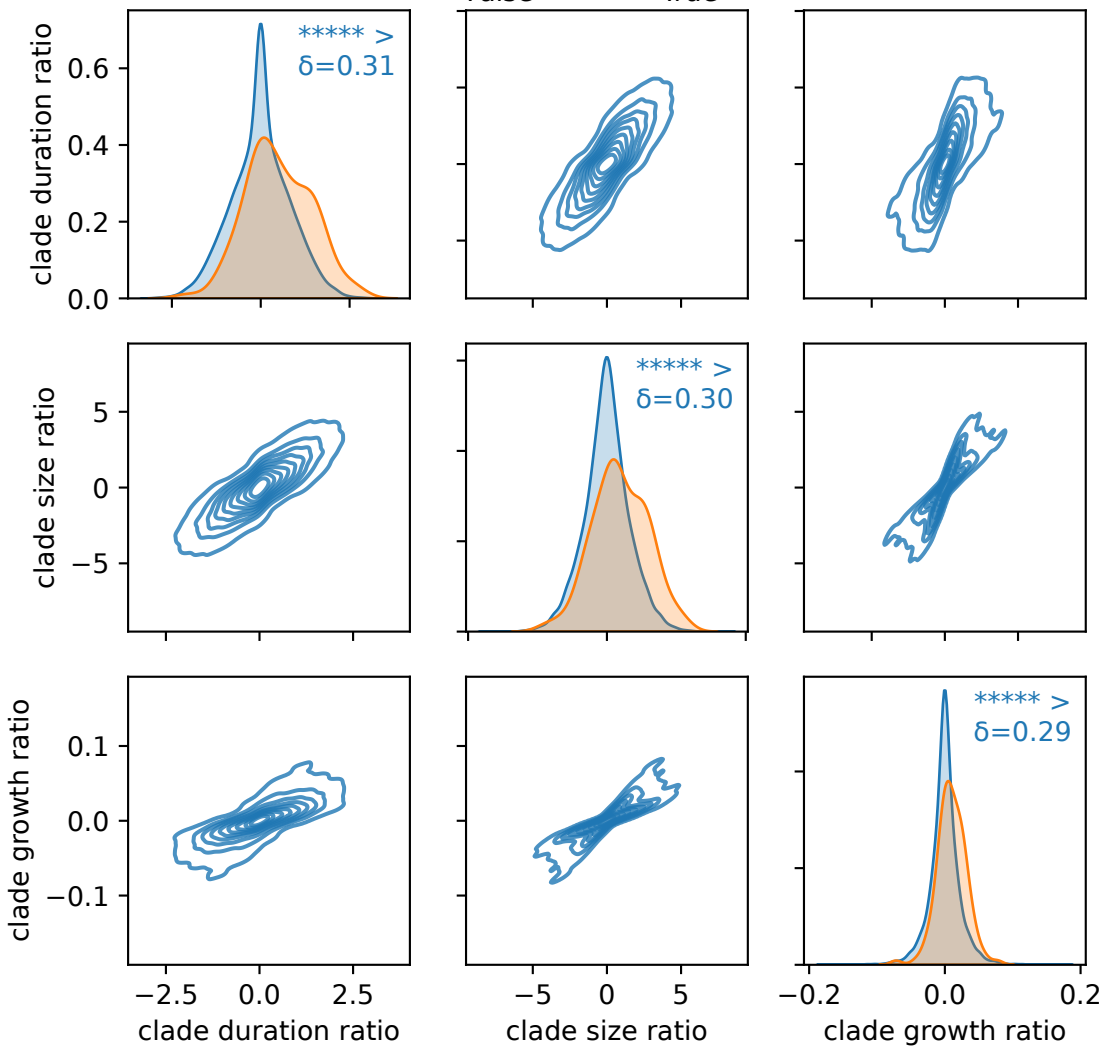 ***** >
δ=0.31
clade duration ratio
0.6
0.4
0.2
0.0
***** >
δ=0.30
clade size ratio
5
0
−5
***** >
δ=0.29
clade growth ratio
0.1
0.0
−0.1
−2.5 0.0 2.5 −5 0 5 −0.2 0.0 0.2
clade duration ratio clade size ratio clade growth ratio